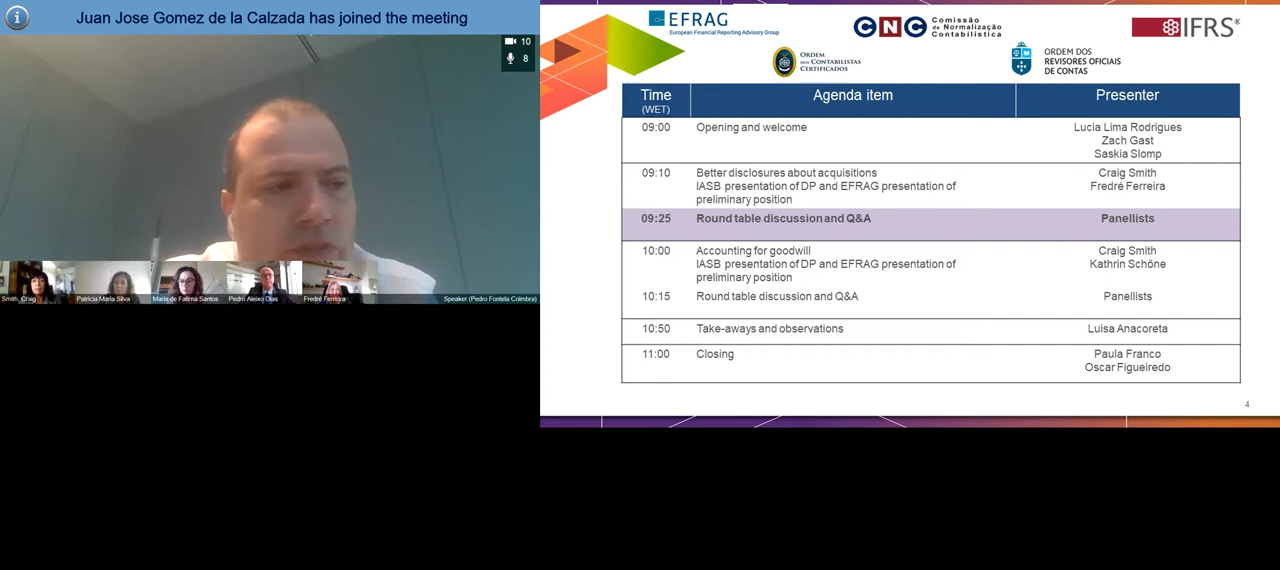 Juan Jose Gomez de la Calzada has joined the meeting
10
8
Smith, Craig
Patricia Maria Silva
Maria de Fatima Santos
Pedro Aleixo Dias
Fredré Ferreira
Speaker (Pedro Fontela Coimbra)
EFRAG
European Financial Reporting Advisory Group
CNC Comissão de Normalização Contabilística
IFRS®
ORDEM DOS CONTABILISTAS CERTIFICADOS
ORDEM DOS
REVISORES OFICIAIS
DE CONTAS
Time (WET) Agenda item Presenter
09:00 Opening and welcome Lucia Lima Rodrigues
Zach Gast
Saskia Slomp
09:10 Better disclosures about acquisitions Craig Smith
IASB presentation of DP and EFRAG presentation of Fredré Ferreira
preliminary position
09:25 Round table discussion and Q&A Panellists
10:00 Accounting for goodwill Craig Smith
IASB presentation of DP and EFRAG presentation of Kathrin Schöne
preliminary position
10:15 Round table discussion and Q&A Panellists
10:50 Take-aways and observations Luisa Anacoreta
11:00 Closing Paula Franco
Oscar Figueiredo
4